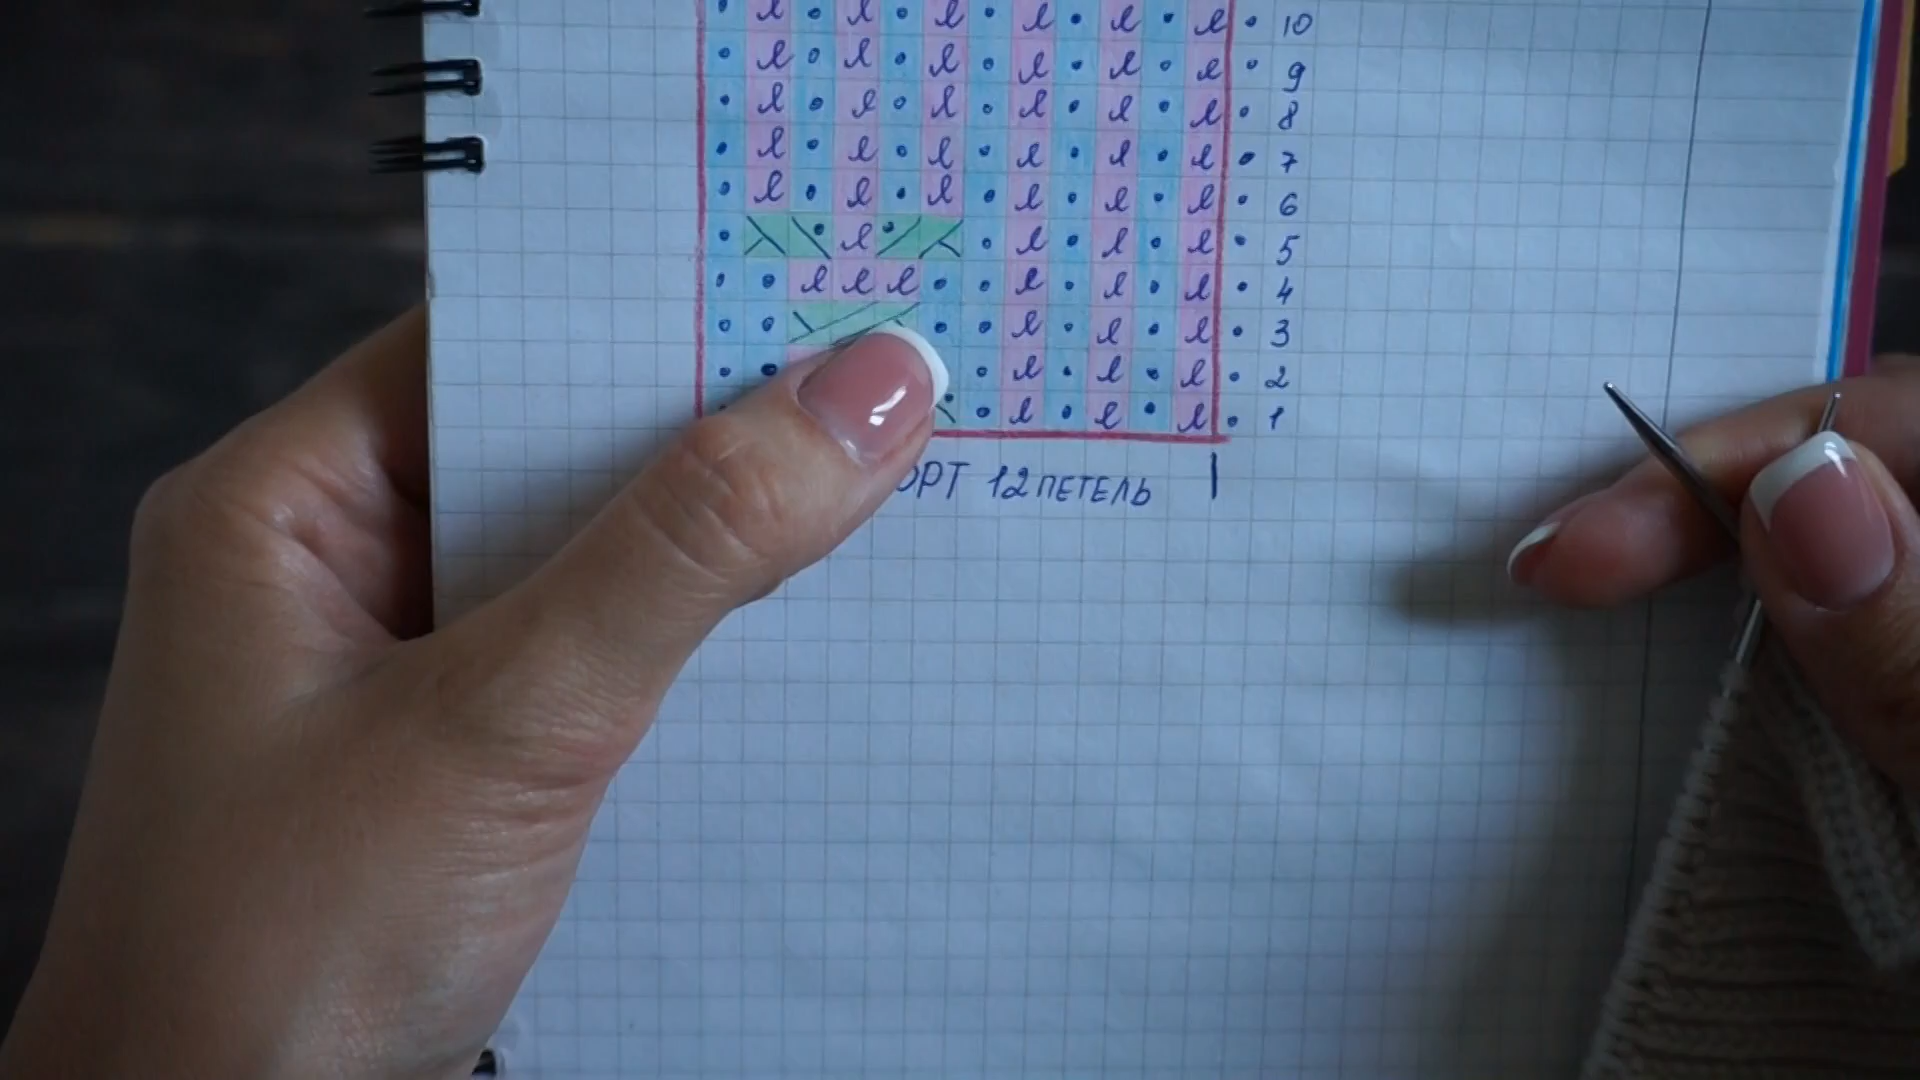 • л • л • л • л • л • л • 10
• л • л • л • л • л • л • 9
• л • л • л • л • л • л • 8
• л • л • л • л • л • л • 7
• л • л • л • л • л • л • 6
• • л • • л • л • л • 5
• • л л л • • л • л • л • 4
• • • • л • л • л • 3
• • • л • л • л • 2
• л • л • л • 1
ОРТ 12 ПЕТЕЛЬ